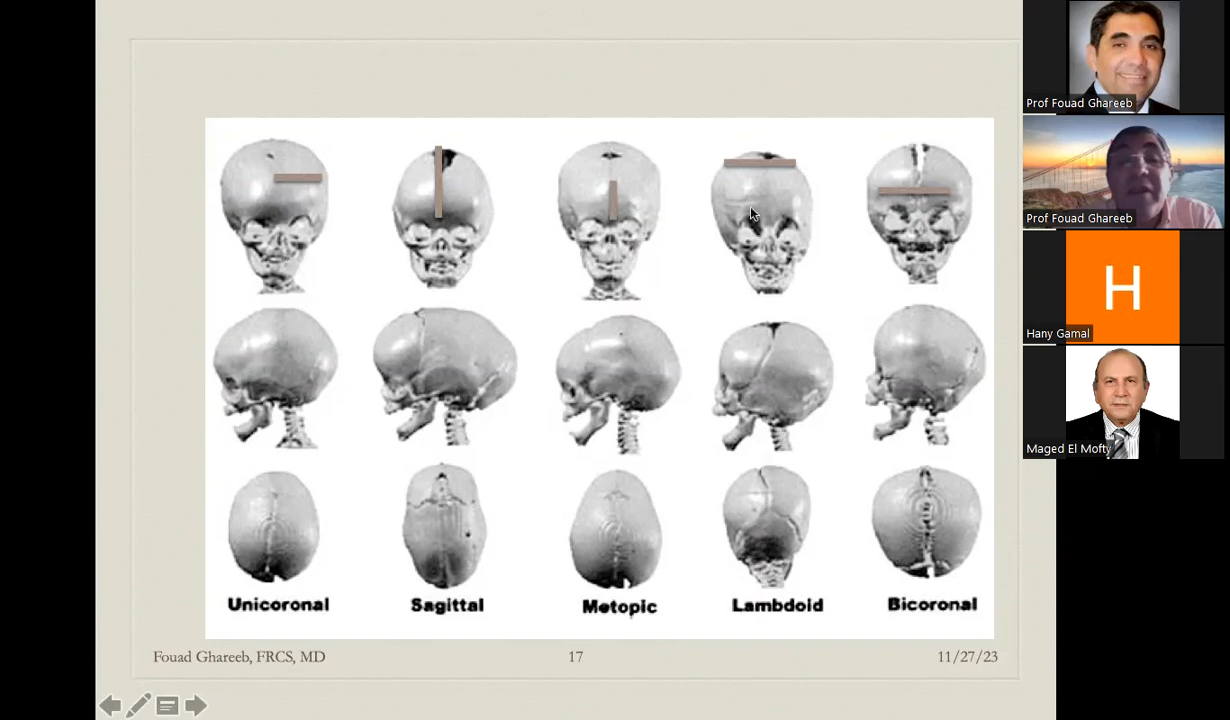 Prof Fouad Ghareeb
Prof Fouad Ghareeb
H
Hany Gamal
Maged El Mofty
Unicoronal
Sagittal
Metopic
Lambdoid
Bicoronal
Fouad Ghareeb, FRCS, MD
17
11/27/23